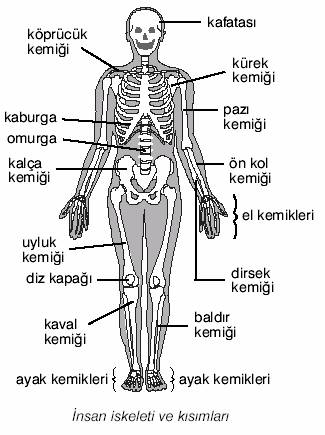 kafatası
köprücük
kemiği
kürek
kemiği
kaburga
pazı
kemiği
omurga
kalça
kemiği
ön kol
kemiği
el kemikleri
uyluk
kemiği
diz kapağı
dirsek
kemiği
kaval
kemiği
baldır
kemiği
ayak kemikleri
ayak kemikleri
İnsan iskeleti ve kısımları